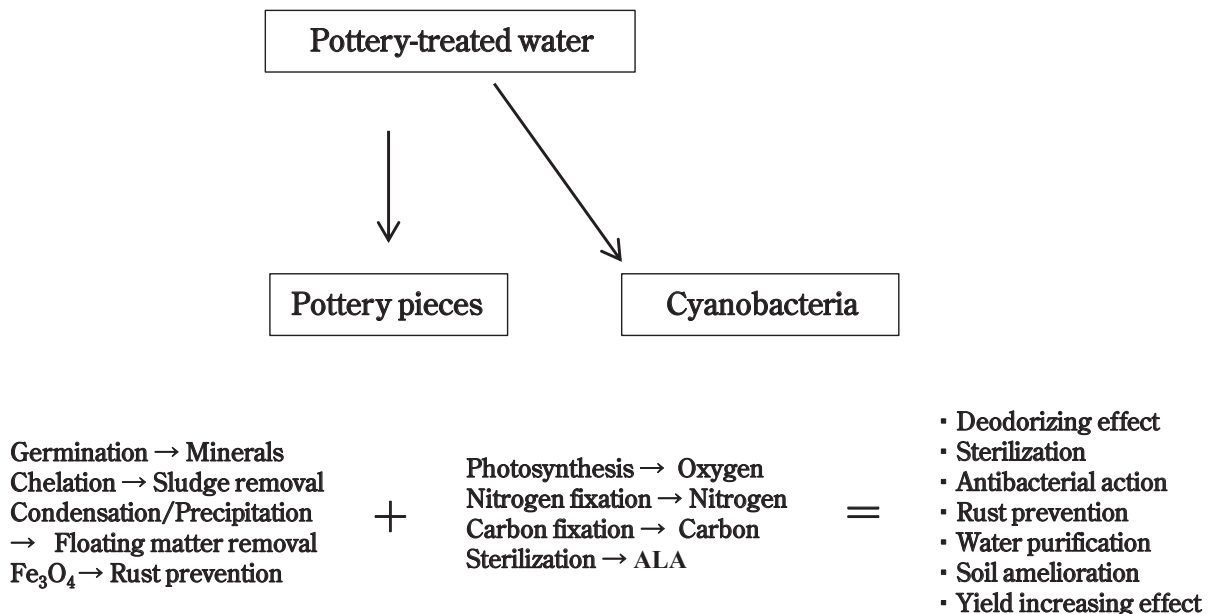 Pottery-treated water
Pottery pieces
Cyanobacteria
Germination → Minerals
Chelation → Sludge removal
Condensation/Precipitation
→ Floating matter removal
Fe₃O₄ → Rust prevention
+
Photosynthesis → Oxygen
Nitrogen fixation → Nitrogen
Carbon fixation → Carbon
Sterilization → ALA
=
・Deodorizing effect
・Sterilization
・Antibacterial action
・Rust prevention
・Water purification
・Soil amelioration
・Yield increasing effect